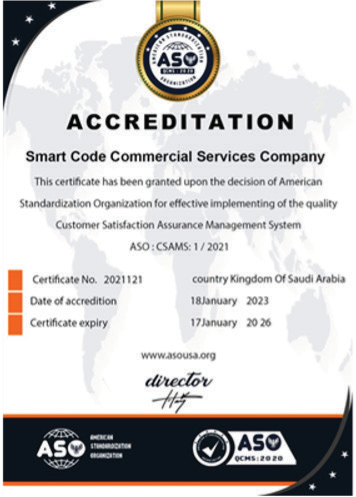 AMERICAN STANDARDIZATION
ASO
QCMS : 2020
ORGANIZATION
ACCREDITATION
Smart Code Commercial Services Company
This certificate has been granted upon the decision of American
Standardization Organization for effective implementing of the quality
Customer Satisfaction Assurance Management System
ASO : CSAMS: 1 / 2021
Certificate No. 2021121 country Kingdom Of Saudi Arabia
Date of accredition 18January 2023
Certificate expiry 17January 20 26
www.asousa.org
director
ASO AMERICAN
STANDARDIZATION
ORGANIZATION
ASO
QCMS:2020